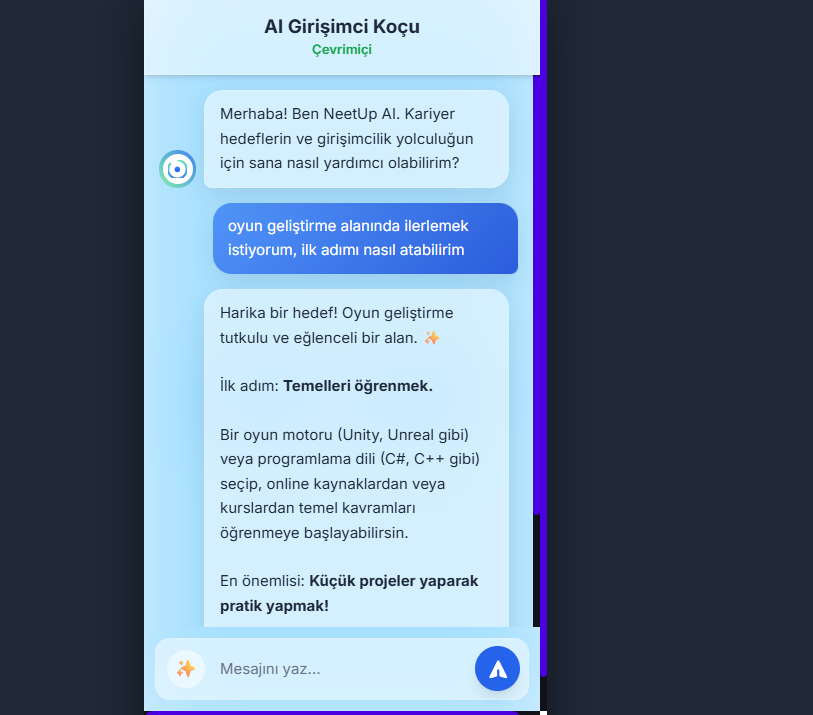 AI Girişimci Koçu
Çevrimiçi
Merhaba! Ben NeetUp AI. Kariyer
hedeflerin ve girişimcilik yolculuğun
için sana nasıl yardımcı olabilirim?
oyun geliştirme alanında ilerlemek
istiyorum, ilk adımı nasıl atabilirim
Harika bir hedef! Oyun geliştirme
tutkulu ve eğlenceli bir alan. ✨
İlk adım: Temelleri öğrenmek.
Bir oyun motoru (Unity, Unreal gibi)
veya programlama dili (C#, C++ gibi)
seçip, online kaynaklardan veya
kurslardan temel kavramları
öğrenmeye başlayabilirsin.
En önemlisi: Küçük projeler yaparak
pratik yapmak!
Mesajını yaz...